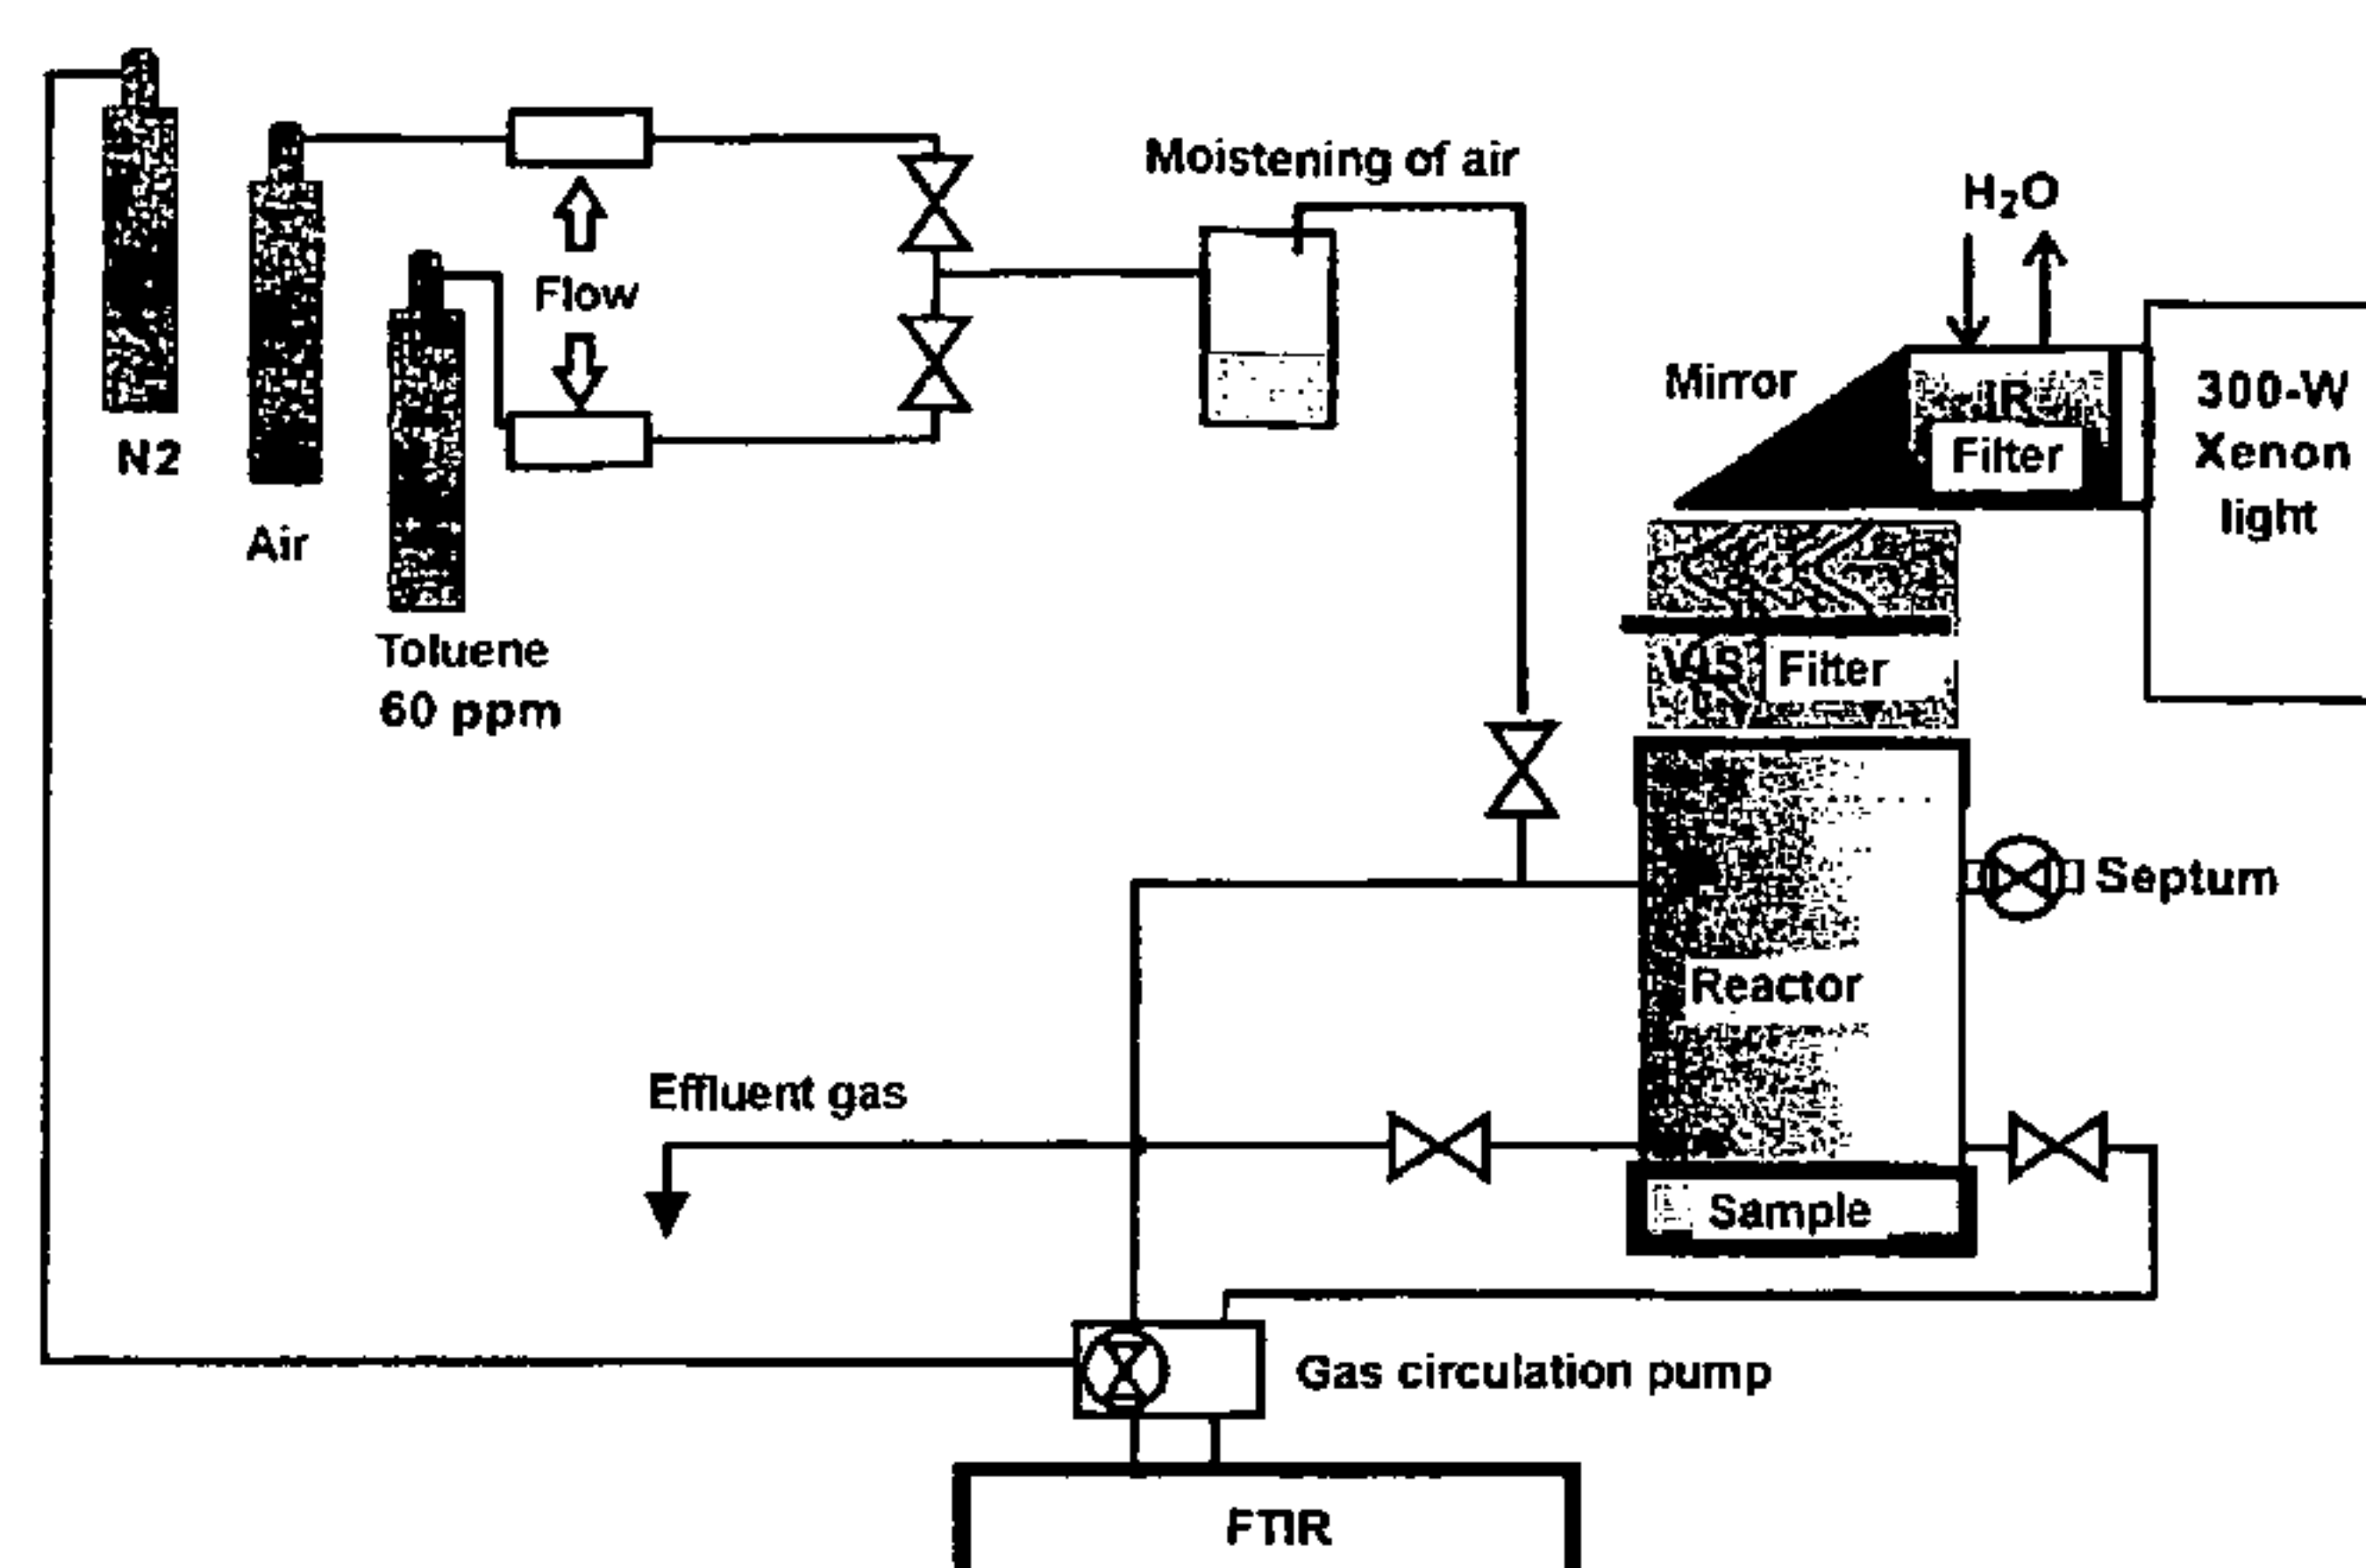 Moistening of air
H2O
Flow
Mirror
IR
Filter
300-W
Xenon
light
N2
Air
Toluene
60 ppm
VIS Filter
Septum
Reactor
Effluent gas
Sample
Gas circulation pump
FTIR